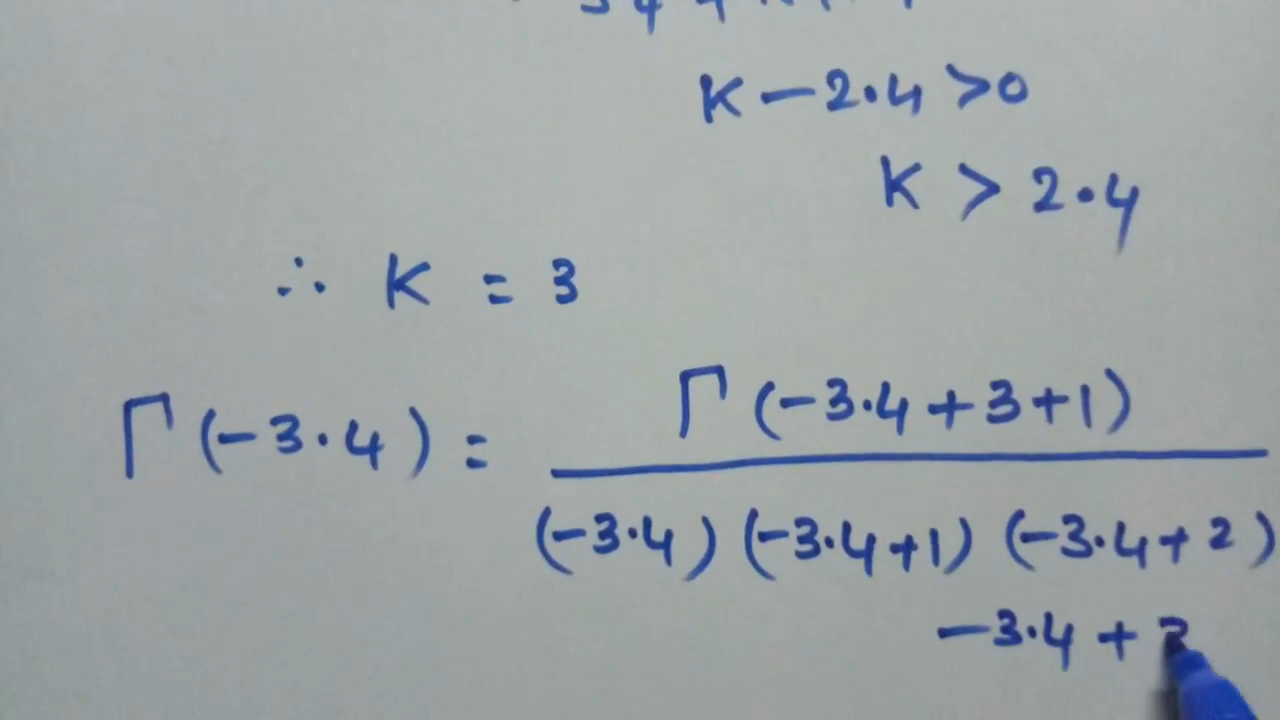 K - 2.4 > 0
K > 2.4
∴ K = 3
Γ(-3.4) = Γ(-3.4+3+1)
(-3.4) (-3.4+1) (-3.4+2)
-3.4 +